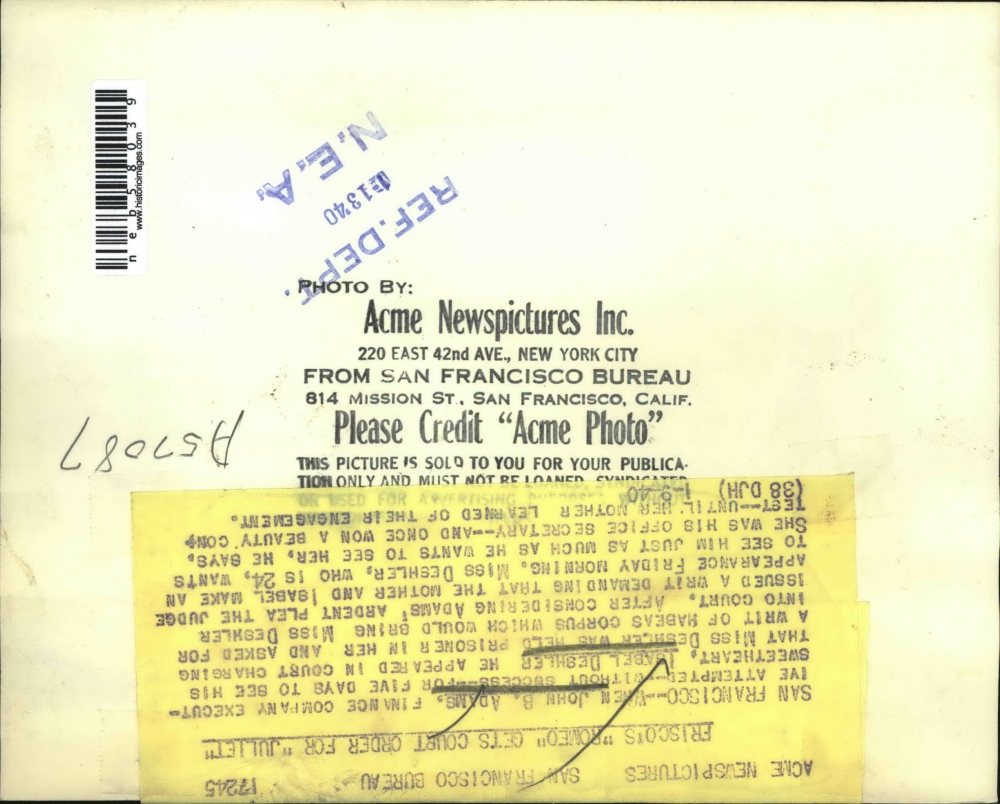 n e b 5 8 0 3 9
www.historicimages.com
N.E.A
1340
REF. DEPT.
PHOTO BY:
Acme Newspictures Inc.
220 EAST 42nd AVE., NEW YORK CITY
FROM SAN FRANCISCO BUREAU
814 MISSION ST., SAN FRANCISCO, CALIF.
Please Credit "Acme Photo"
THIS PICTURE IS SOLD TO YOU FOR YOUR PUBLICA-
TION ONLY AND MUST NOT BE LOANED, SYNDICATED
OR USED FOR ADVERTISING PURPOSES
A57087
ACME NEWSPICTURES SAN FRANCISCO BUREAU 17245
FRISCO'S "ROMEO" GETS COURT ORDER FOR "JULIET"
SAN FRANCISCO--WHEN JOHN B. ADAMS, FINANCE COMPANY EXECUT-
IVE ATTEMPTED--WITHOUT SUCCESS--FOR FIVE DAYS TO SEE HIS
SWEETHEART, ISABEL DESHLER HE APPEARED IN COURT CHARGING
THAT MISS DESHLER WAS HELD PRISONER IN HER AND ASKED FOR
A WRIT OF HABEAS CORPUS WHICH WOULD BRING MISS DESHLER
INTO COURT. AFTER CONSIDERING ADAMS' ARDENT PLEA THE JUDGE
ISSUED A WRIT DEMANDING THAT THE MOTHER AND ISABEL MAKE AN
APPEARANCE FRIDAY MORNING. MISS DESHLER, WHO IS 24, WANTS
TO SEE HIM JUST AS MUCH AS HE WANTS TO SEE HER, HE SAYS.
SHE WAS HIS OFFICE SECRETARY--AND ONCE WON A BEAUTY CON-
TEST--UNTIL HER MOTHER LEARNED OF THEIR ENGAGEMENT.
(38 DJH) 1-9-40